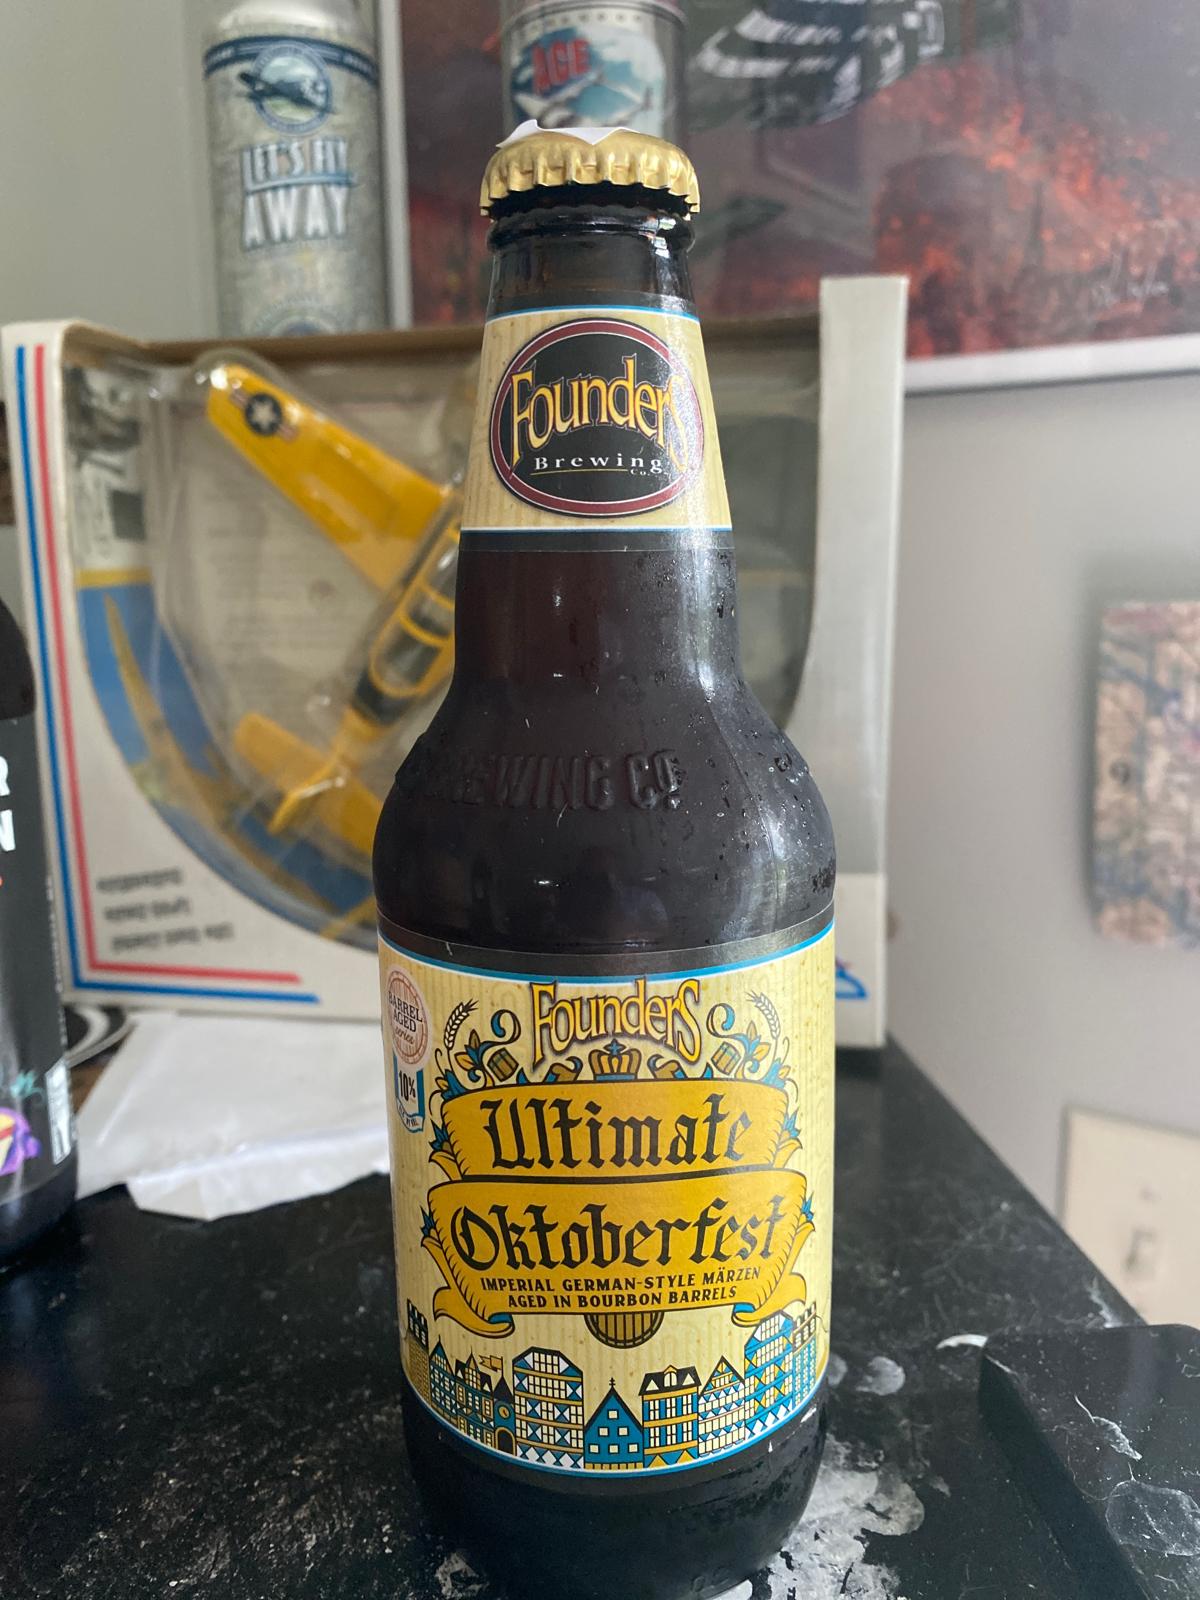 LET'S FLY
AWAY
ACE
Founders
Brewing
Co.
BREWING CO.
R
N
BARREL
AGED
series
10%
Founders
Ultimate
Oktoberfest
IMPERIAL GERMAN-STYLE MÄRZEN
AGED IN BOURBON BARRELS